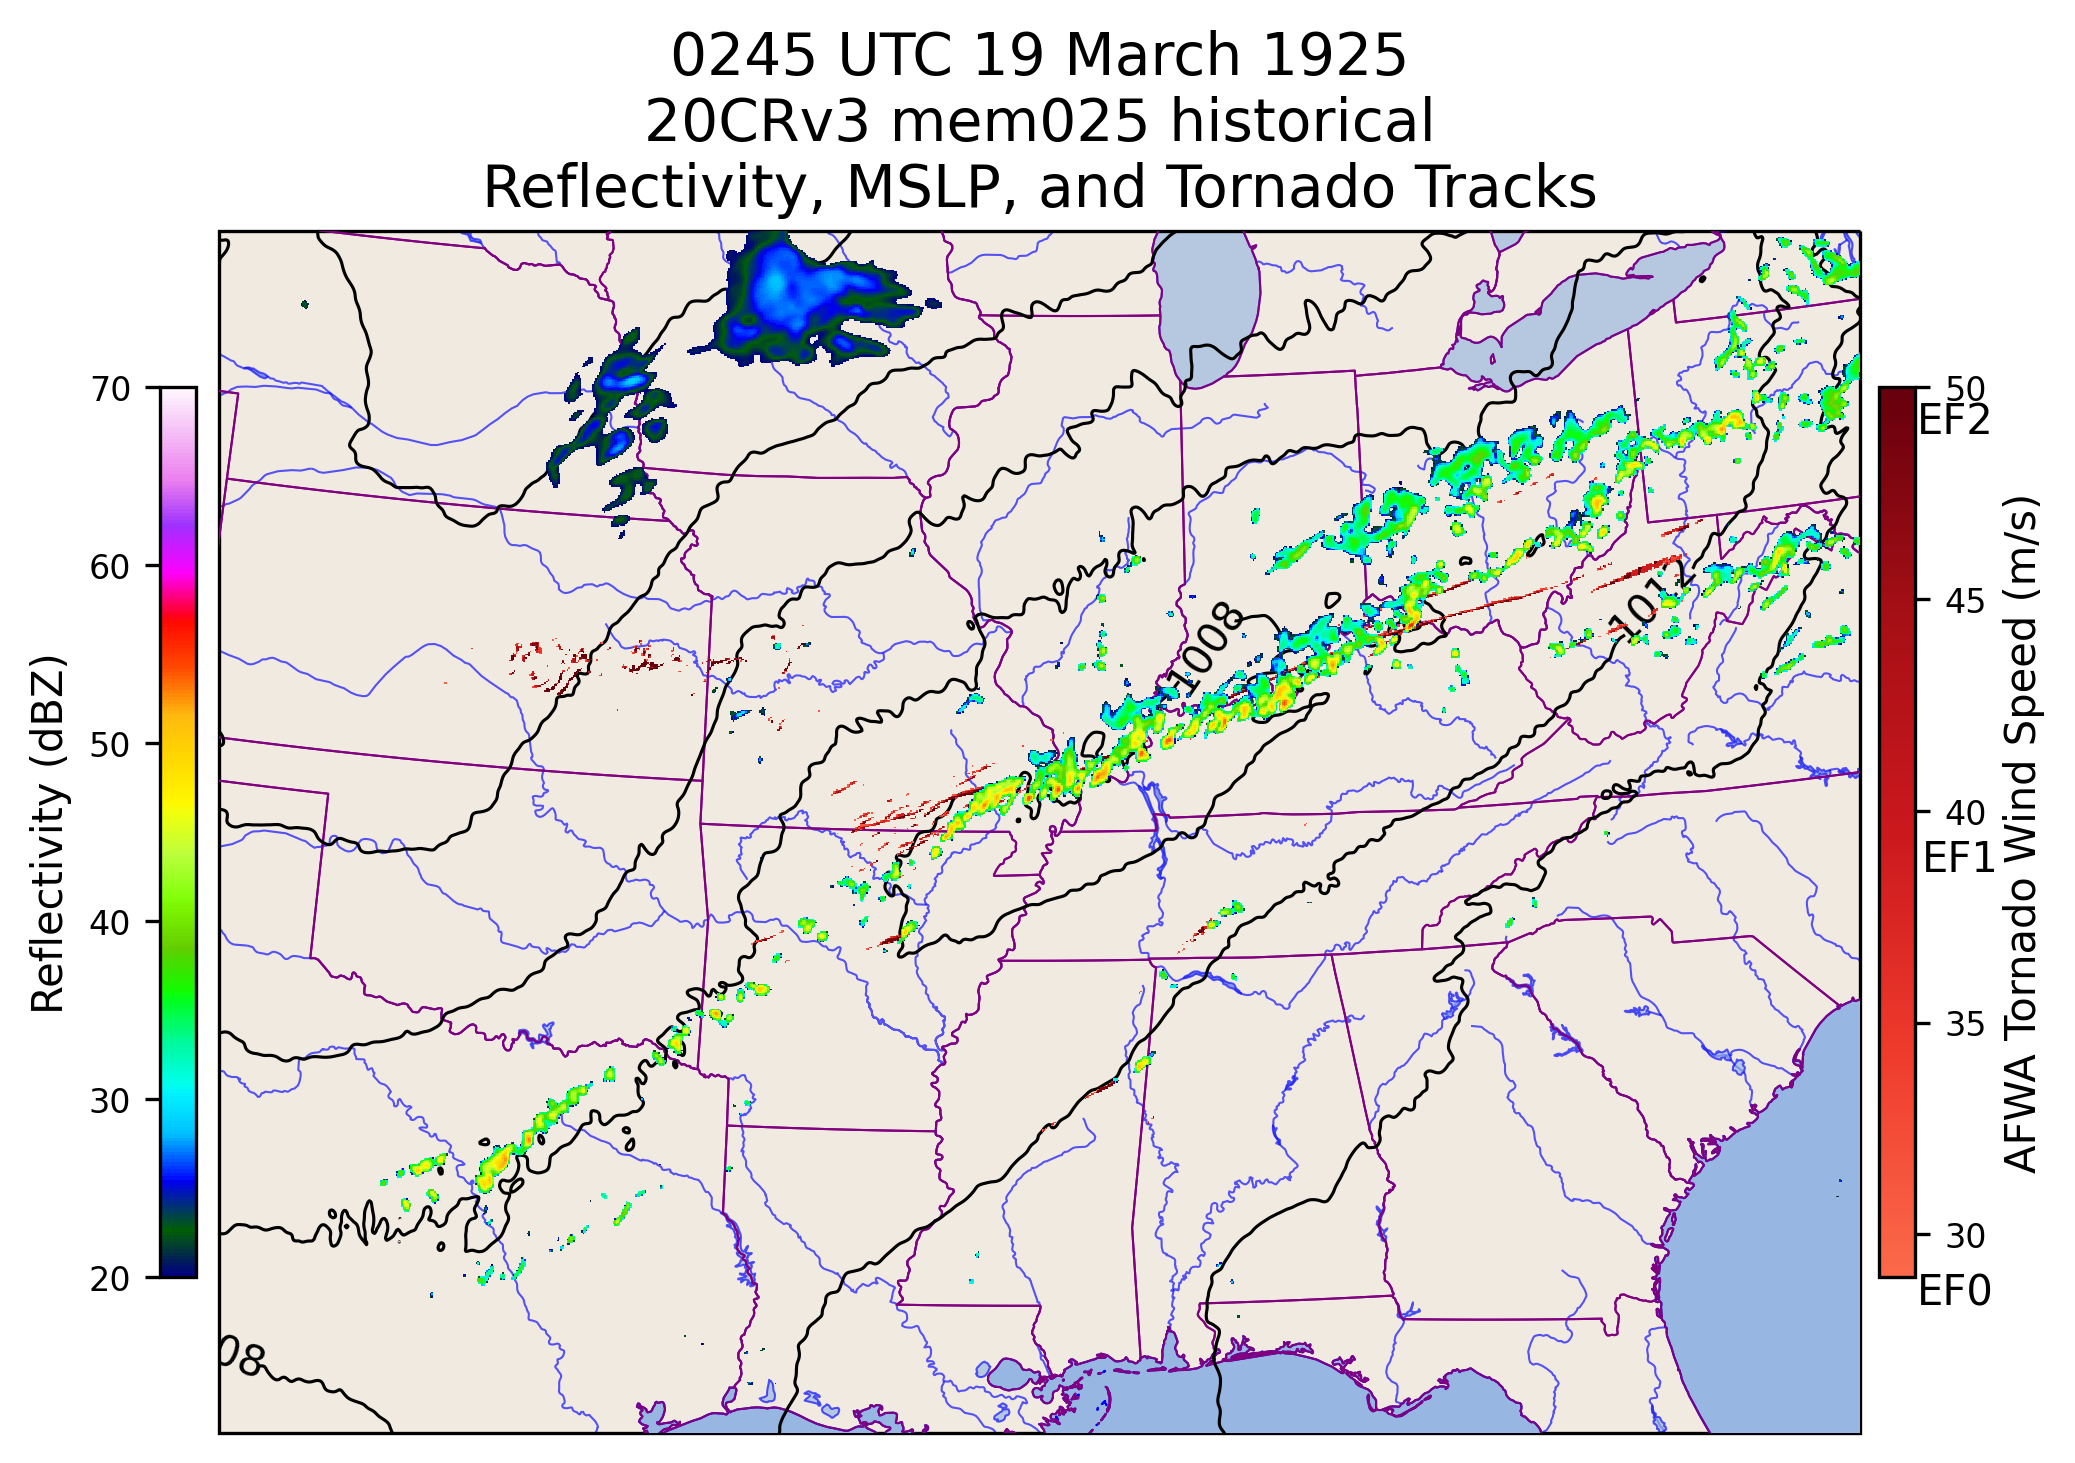 0245 UTC 19 March 1925
20CRv3 mem025 historical
Reflectivity, MSLP, and Tornado Tracks
70
60
50
40
30
20
Reflectivity (dBZ)
1008
1012
08
50
EF2
45
40
EF1
35
30
EF0
AFWA Tornado Wind Speed (m/s)